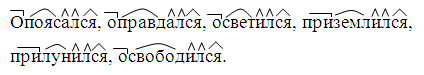 Опоясался, оправдался, осветился, приземлился,
прилунился, освободился.